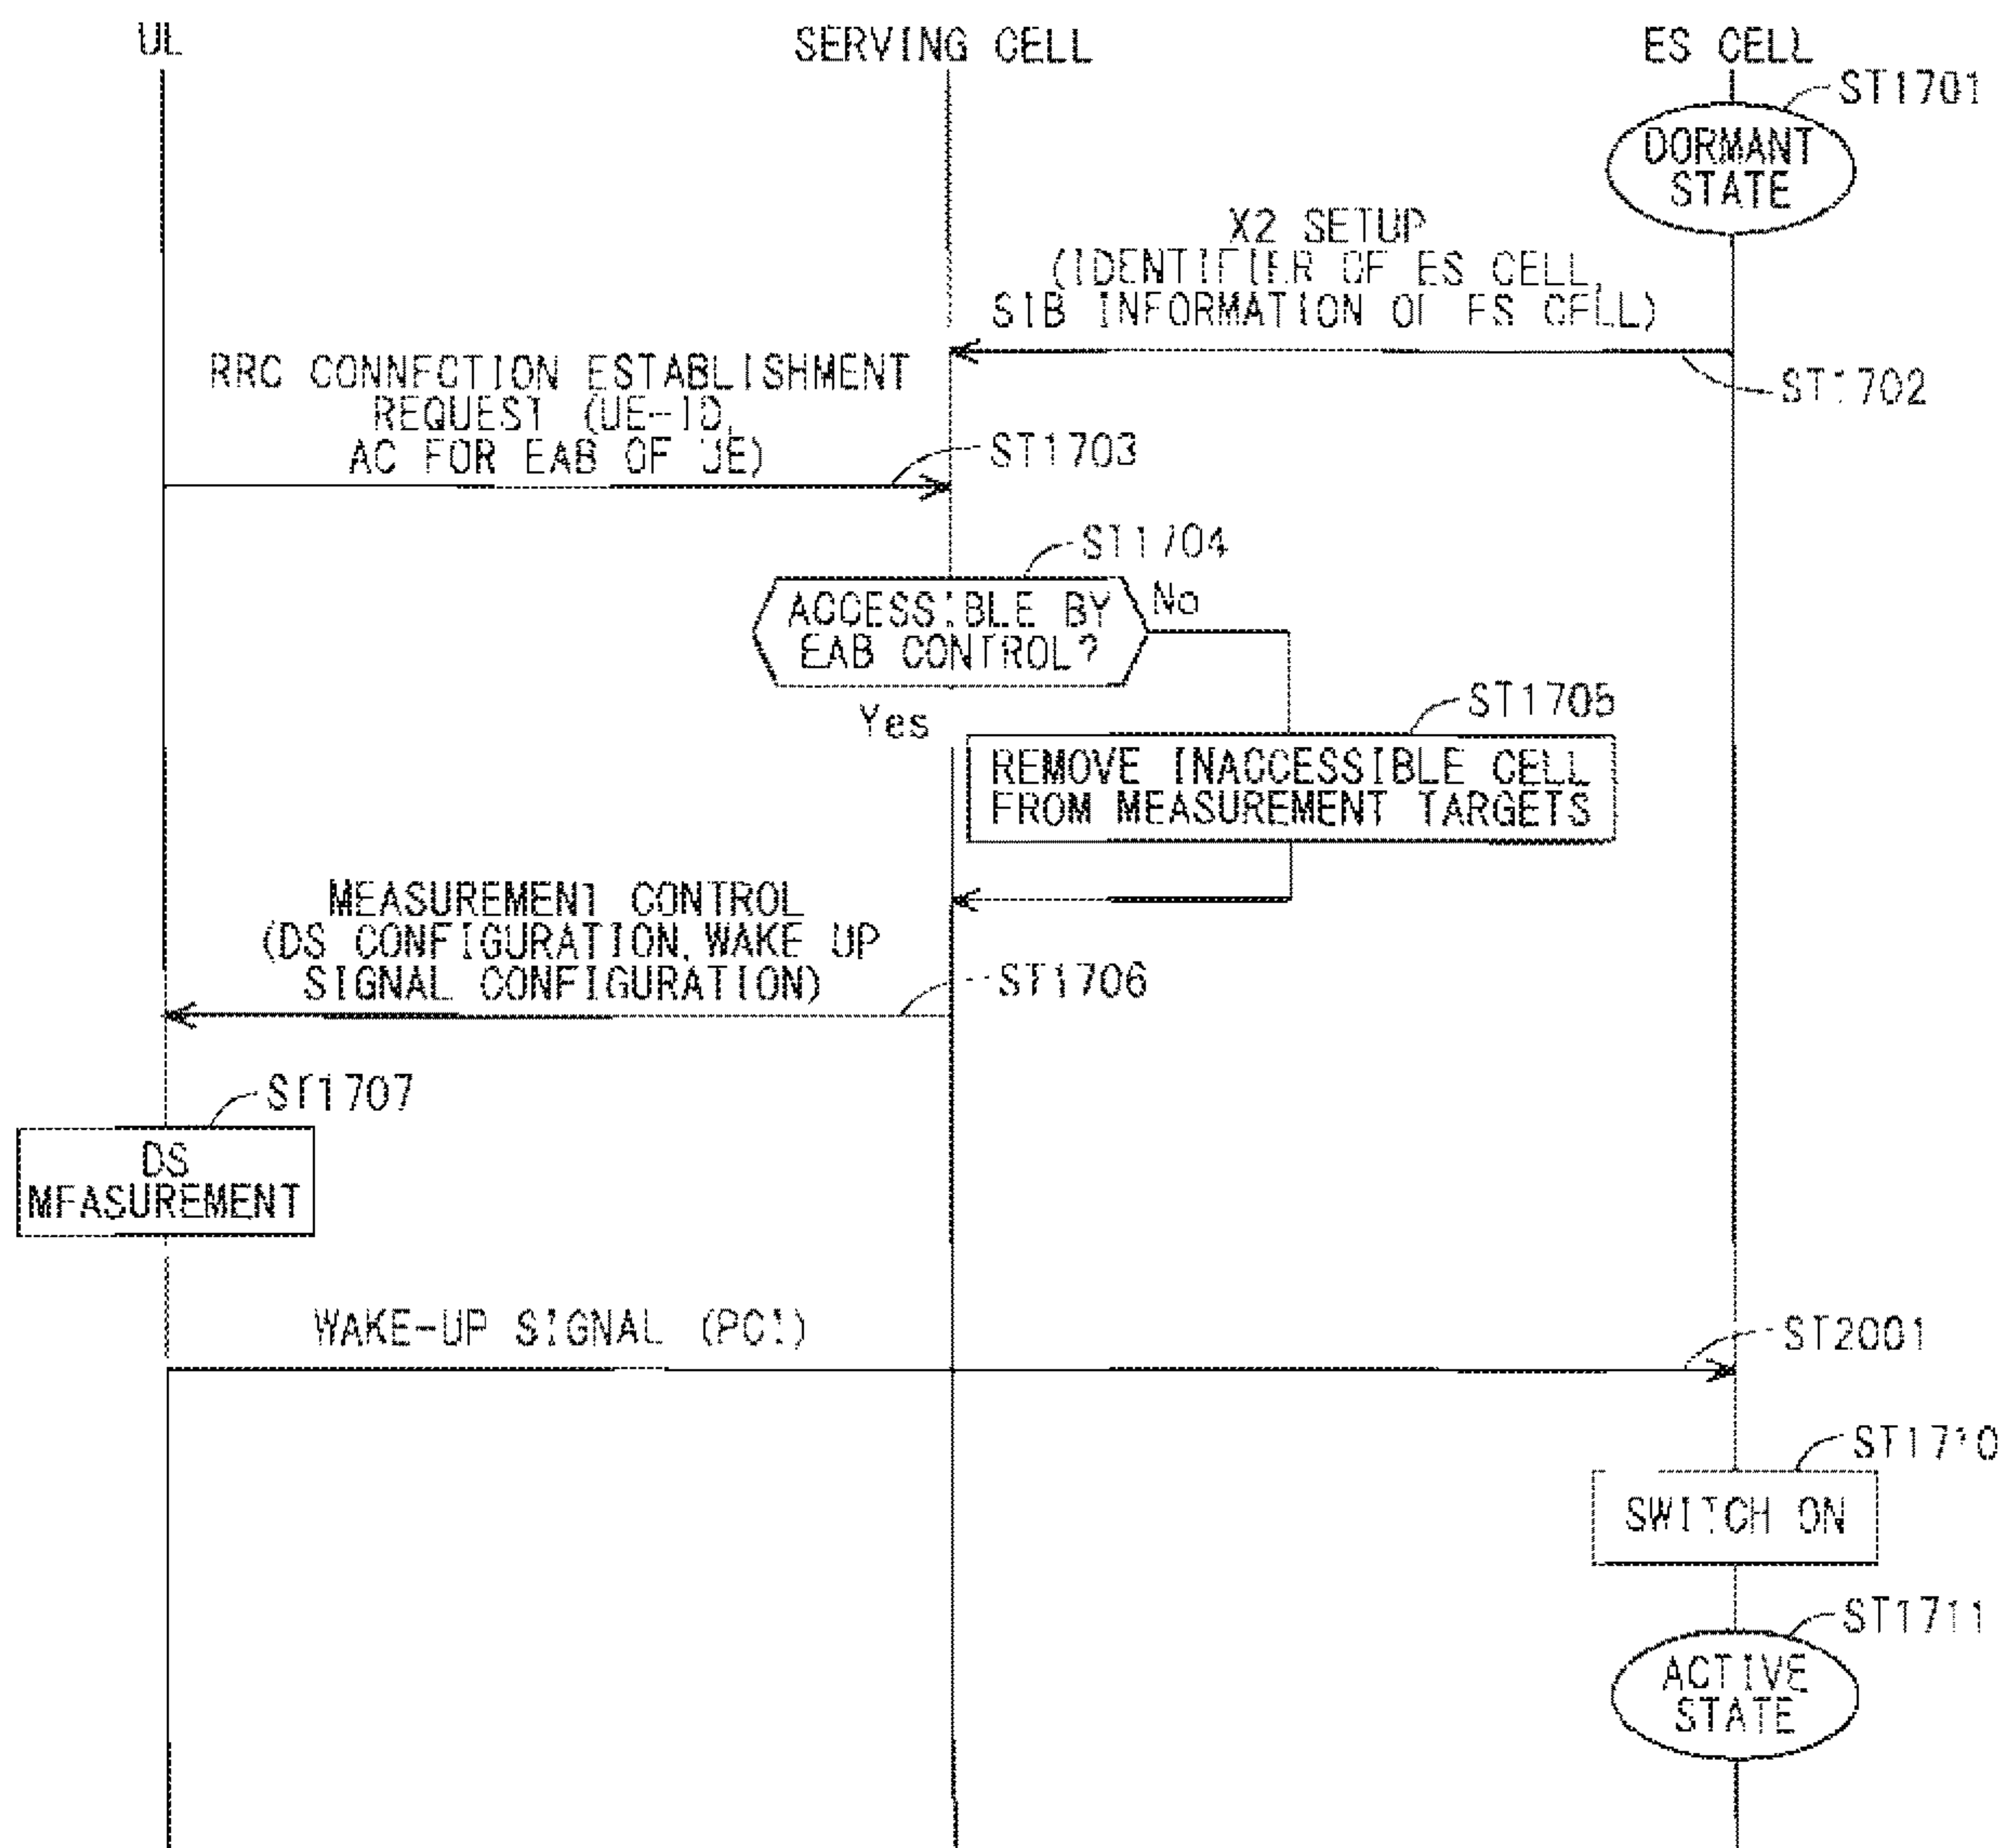 UE
SERVING CELL
ES CELL
ST1701
DORMANT
STATE
X2 SETUP
(IDENTIFIER OF ES CELL,
SIB INFORMATION OF ES CELL)
ST1702
RRC CONNECTION ESTABLISHMENT
REQUEST (UE-ID,
AC FOR EAB OF UE)
ST1703
ST1704
ACCESSIBLE BY
EAB CONTROL?
No
Yes
ST1705
REMOVE INACCESSIBLE CELL
FROM MEASUREMENT TARGETS
MEASUREMENT CONTROL
(DS CONFIGURATION, WAKE UP
SIGNAL CONFIGURATION)
ST1706
ST1707
DS
MEASUREMENT
WAKE-UP SIGNAL (PCI)
ST2001
ST1710
SWITCH ON
ST1711
ACTIVE
STATE